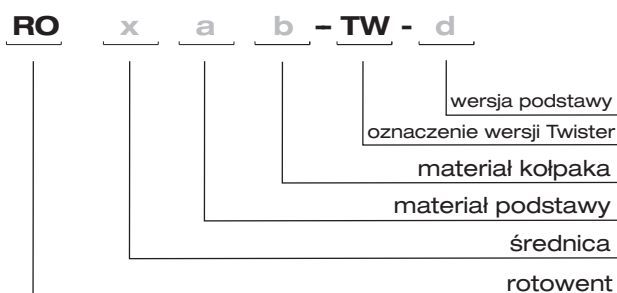 RO x a b – TW - d
wersja podstawy
oznaczenie wersji Twister
materiał kołpaka
materiał podstawy
średnica
rotowent